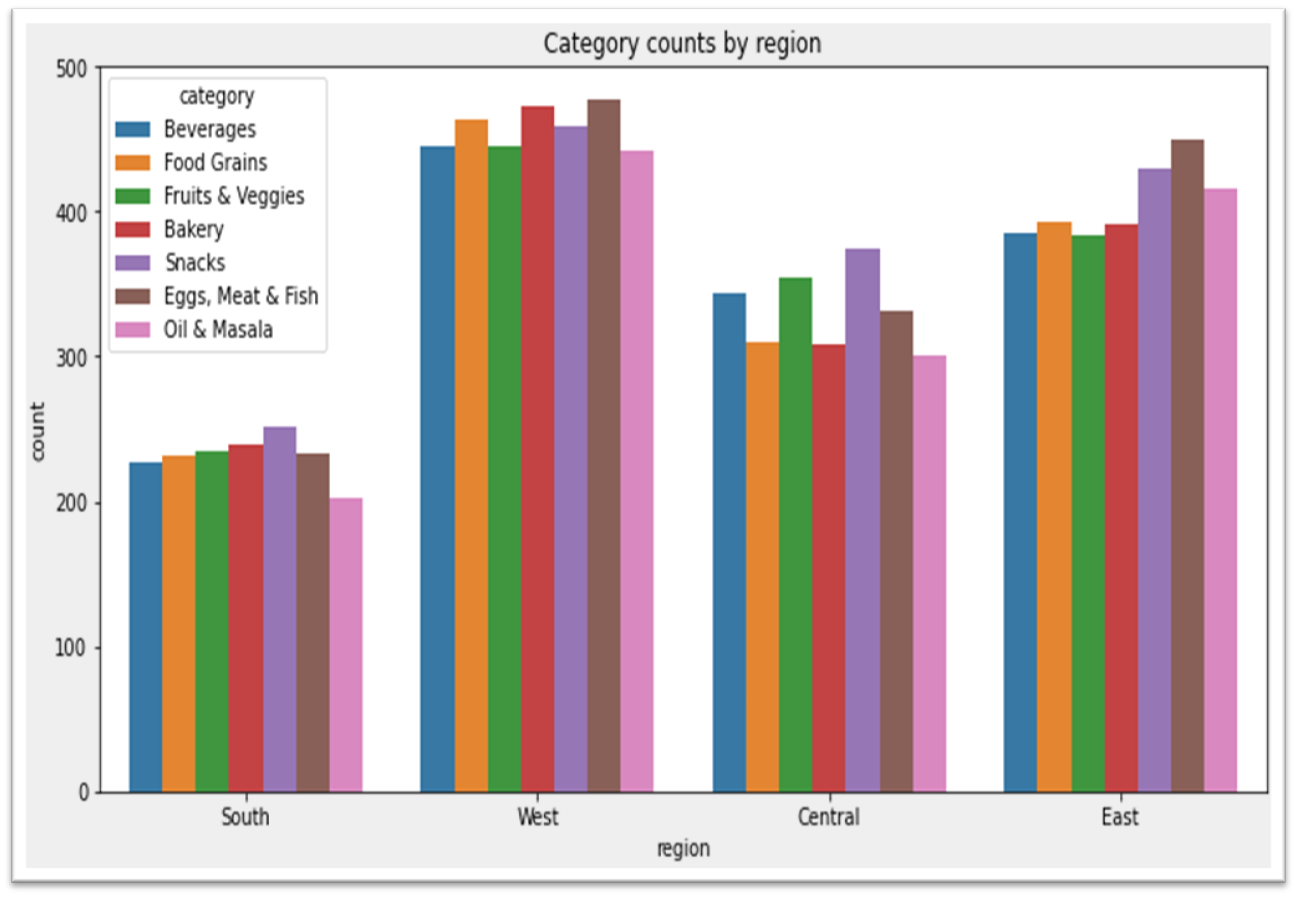 Category counts by region
500
400
300
200
100
0
count
category
Beverages
Food Grains
Fruits & Veggies
Bakery
Snacks
Eggs, Meat & Fish
Oil & Masala
South
West
Central
East
region